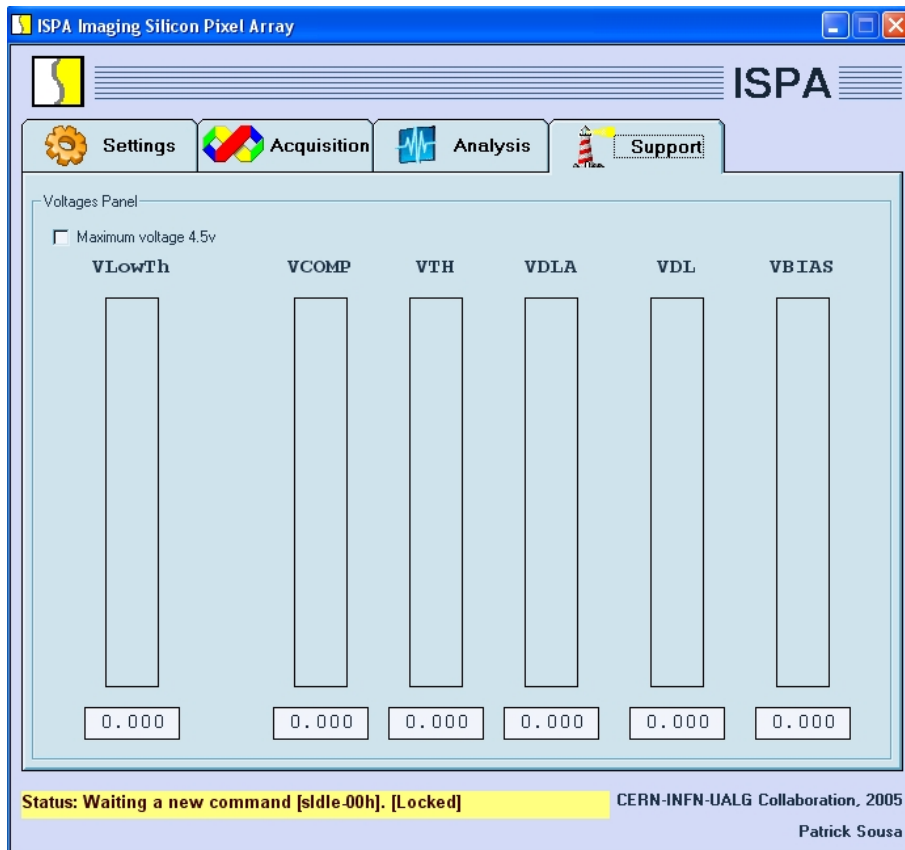 ISPA Imaging Silicon Pixel Array
ISPA
Settings Acquisition Analysis Support
Voltages Panel
Maximum voltage 4.5v
VLowTh VCOMP VTH VDLA VDL VBIAS
0.000 0.000 0.000 0.000 0.000 0.000
Status: Waiting a new command [sIdle-00h]. [Locked]
CERN-INFN-UALG Collaboration, 2005
Patrick Sousa